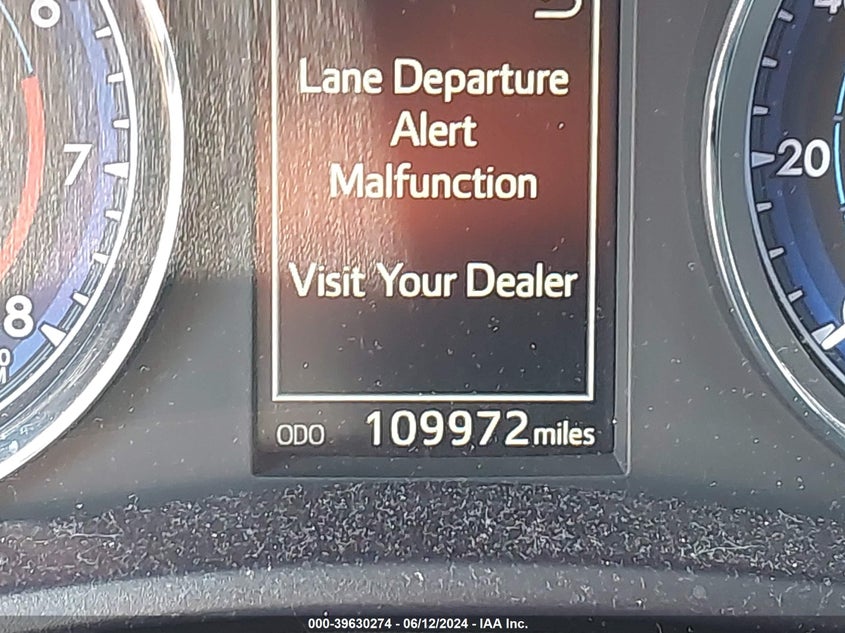 6
7
8
Lane Departure
Alert
Malfunction
Visit Your Dealer
ODO 109972 miles
20
000-39630274 - 06/12/2024 - IAA Inc.